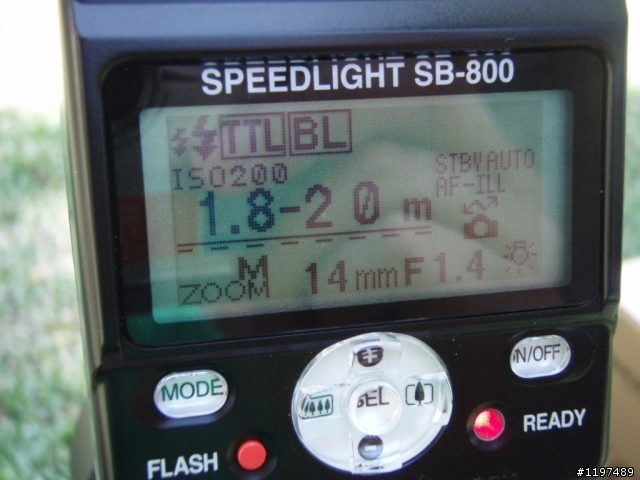 SPEEDLIGHT SB-800
TTL BL
ISO200
STBY AUTO
AF-ILL
1.8-20 m
M
ZOOM 14mm F1.4
N/OFF
MODE
SEL
READY
FLASH
#1197489